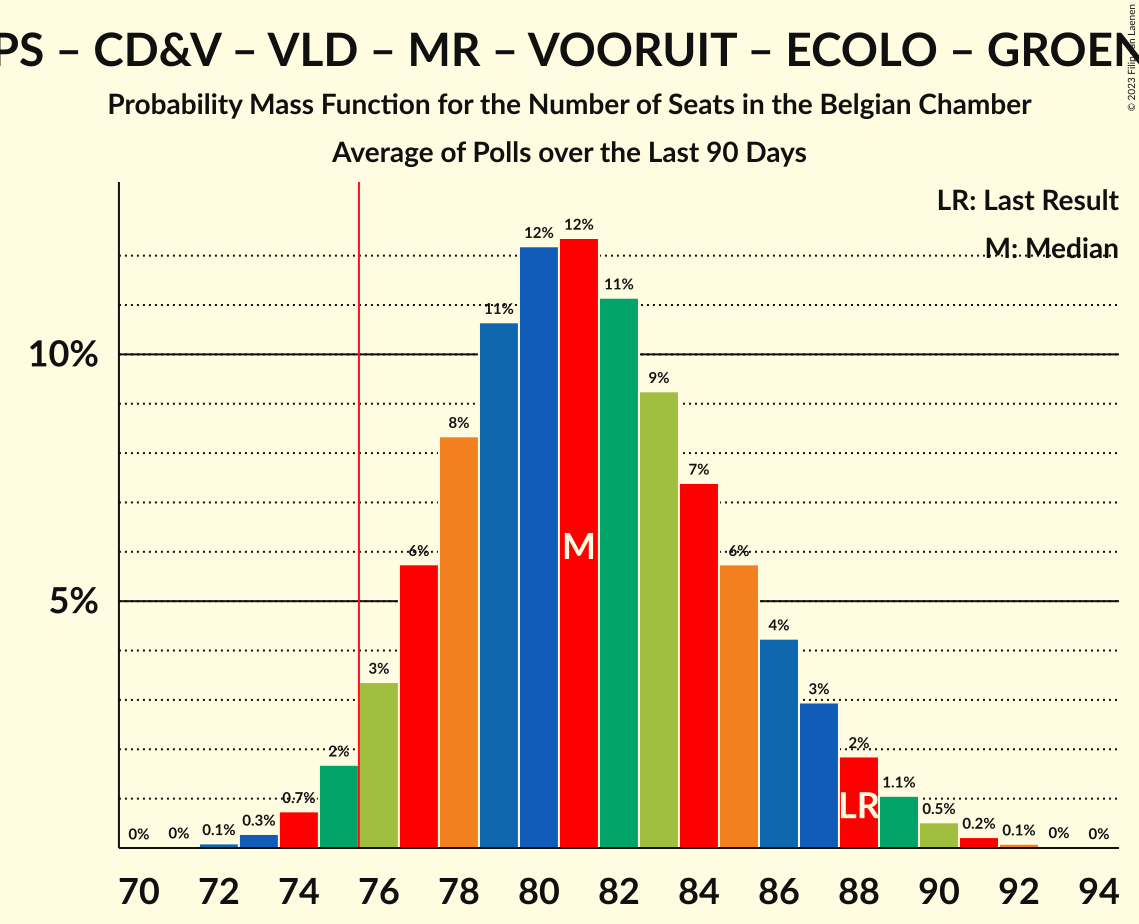 PS – CD&V – VLD – MR – VOORUIT – ECOLO – GROEN
Probability Mass Function for the Number of Seats in the Belgian Chamber
Average of Polls over the Last 90 Days
© 2023 Filip van Laenen
LR: Last Result
M: Median
10%
5%
0% 0% 0.1% 0.3% 0.7% 2% 3% 6% 8% 11% 12% 12% 11% 9% 7% 6% 4% 3% 2% 1.1% 0.5% 0.2% 0.1% 0% 0%
M
LR
70 72 74 76 78 80 82 84 86 88 90 92 94